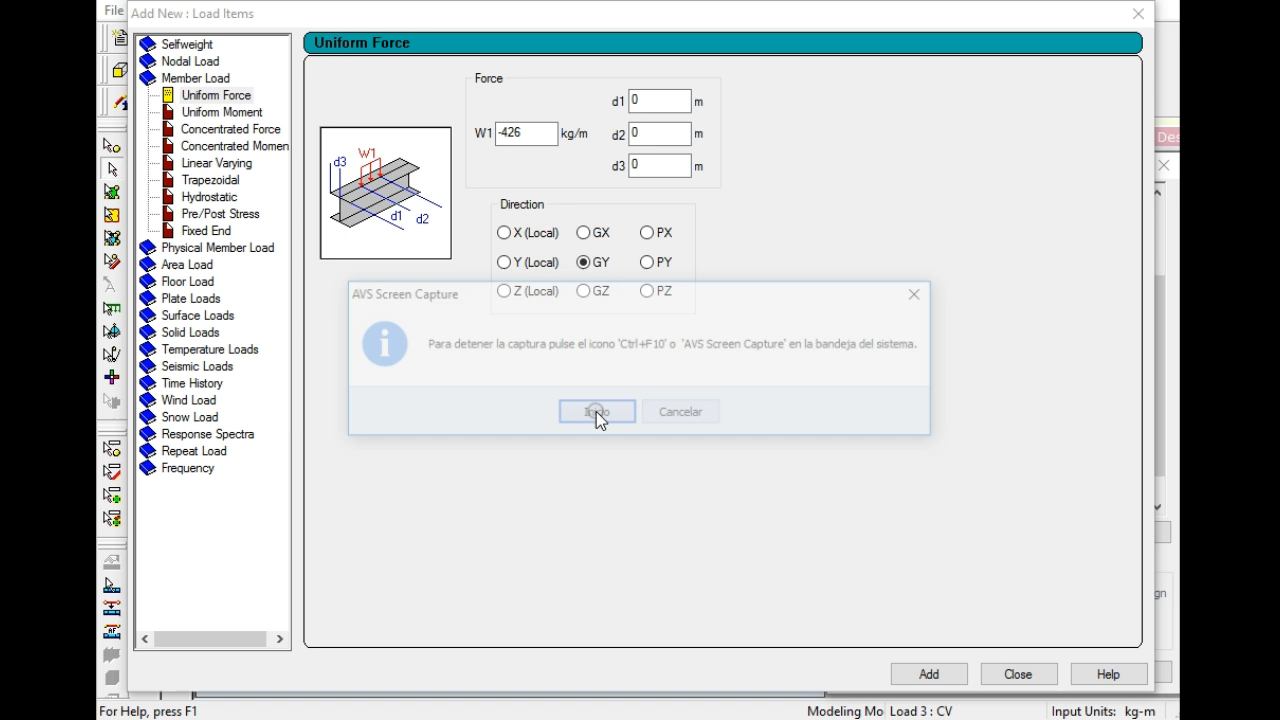 File
Add New : Load Items
Selfweight
Nodal Load
Member Load
Uniform Force
Uniform Moment
Concentrated Force
Concentrated Momen
Linear Varying
Trapezoidal
Hydrostatic
Pre/Post Stress
Fixed End
Physical Member Load
Area Load
Floor Load
Plate Loads
Surface Loads
Solid Loads
Temperature Loads
Seismic Loads
Time History
Wind Load
Snow Load
Response Spectra
Repeat Load
Frequency
Uniform Force
Force
d1 0 m
W1 -426 kg/m d2 0 m
d3 0 m
W1
d3
d1
d2
Direction
X (Local) GX PX
Y (Local) GY PY
Z (Local) GZ PZ
AVS Screen Capture
Para detener la captura pulse el icono 'Ctrl+F10' o 'AVS Screen Capture' en la bandeja del sistema.
Cancelar
Des
gn
Add Close Help
For Help, press F1
Modeling Mo Load 3 : CV Input Units: kg-m